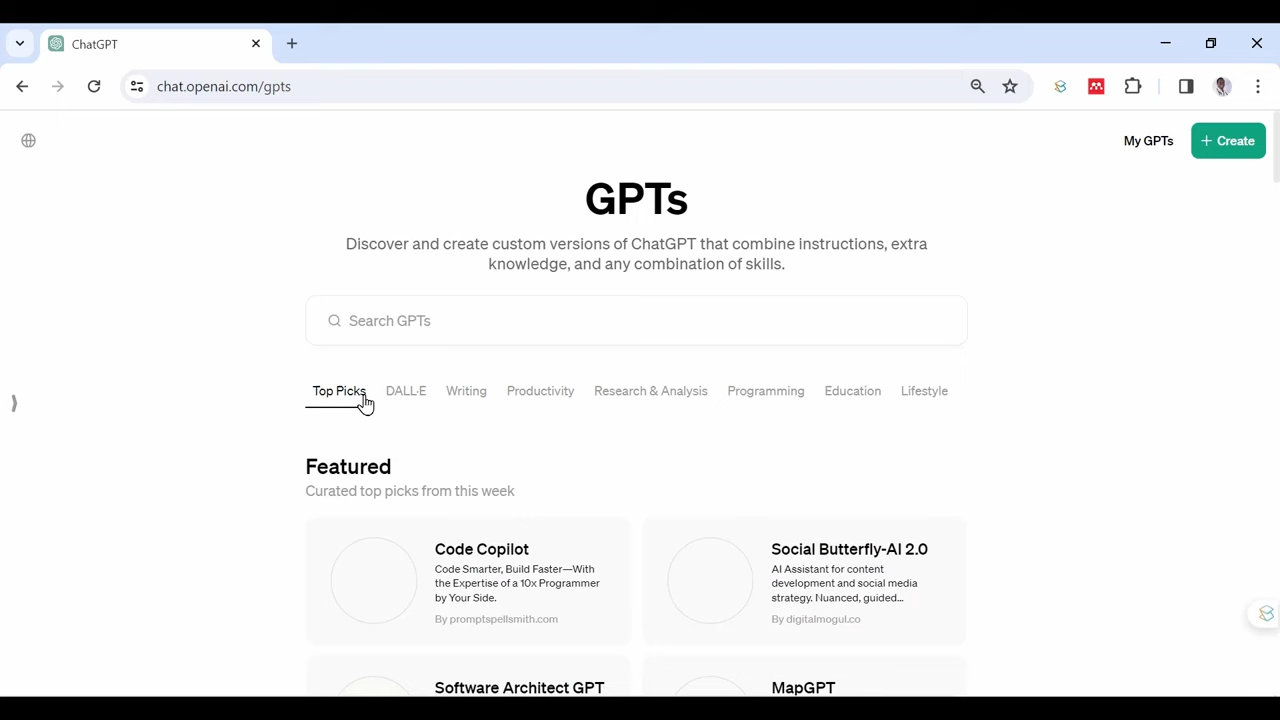 ChatGPT
chat.openai.com/gpts
My GPTs
+ Create
GPTs
Discover and create custom versions of ChatGPT that combine instructions, extra
knowledge, and any combination of skills.
Search GPTs
Top Picks DALL·E Writing Productivity Research & Analysis Programming Education Lifestyle
Featured
Curated top picks from this week
Code Copilot
Code Smarter, Build Faster—With
the Expertise of a 10x Programmer
by Your Side.
By promptspellsmith.com
Social Butterfly-AI 2.0
AI Assistant for content
development and social media
strategy. Nuanced, guided...
By digitalmogul.co
Software Architect GPT
MapGPT